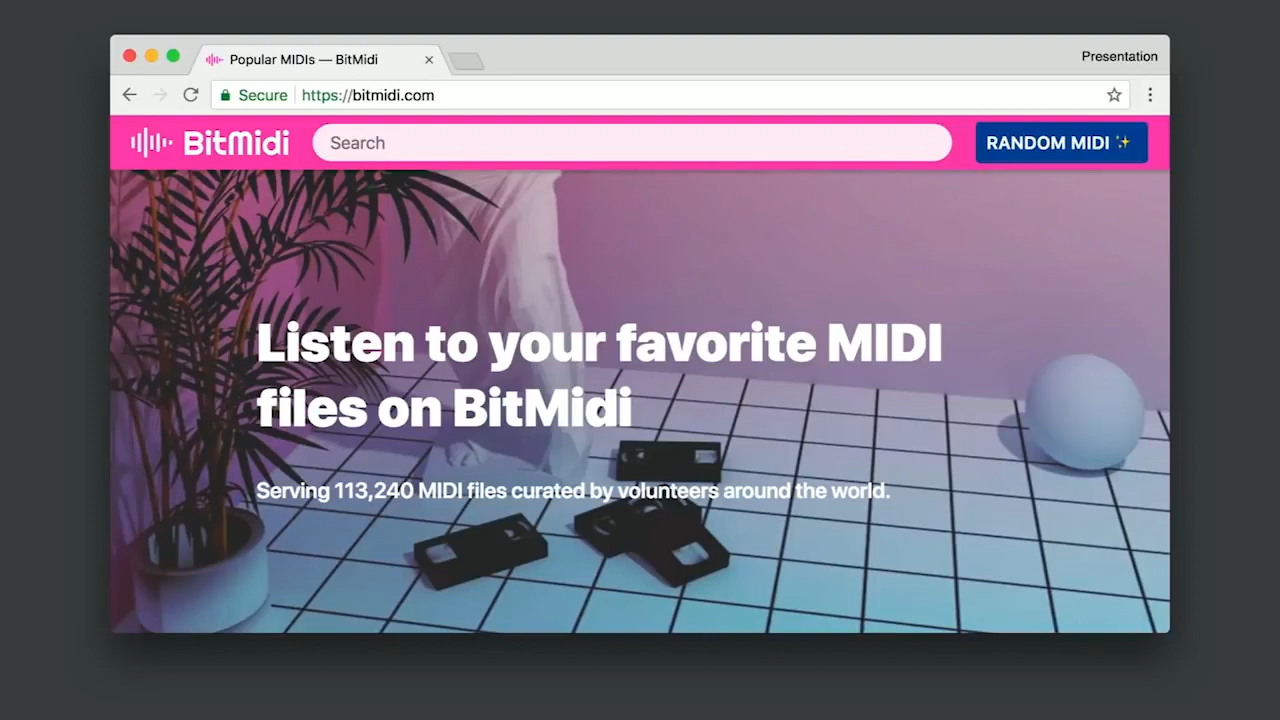 Popular MIDIs — BitMidi
Presentation
Secure https://bitmidi.com
BitMidi
Search
RANDOM MIDI ✨
Listen to your favorite MIDI
files on BitMidi
Serving 113,240 MIDI files curated by volunteers around the world.